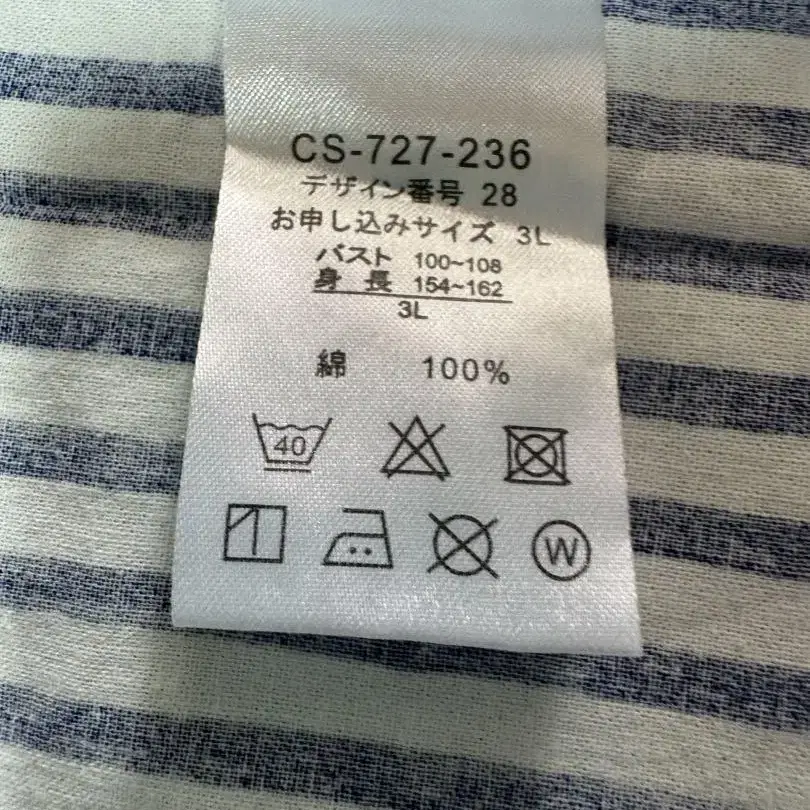 CS-727-236
デザイン番号 28
お申し込みサイズ 3L
バスト 100~108
身長 154~162
3L
綿 100%
40
W